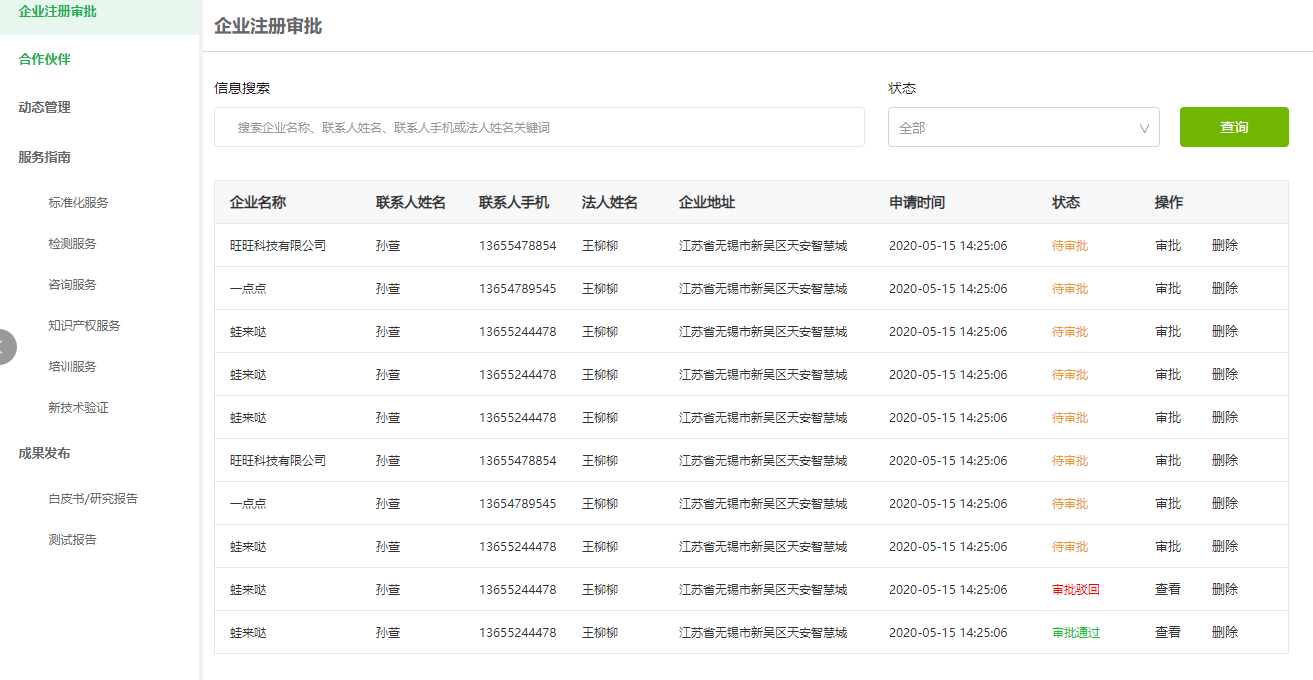 企业注册审批
合作伙伴
动态管理
服务指南
标准化服务
检测服务
咨询服务
知识产权服务
培训服务
新技术验证
成果发布
白皮书/研究报告
测试报告
企业注册审批
信息搜索 状态
搜索企业名称、联系人姓名、联系人手机或法人姓名关键词 全部 查询
企业名称 联系人姓名 联系人手机 法人姓名 企业地址 申请时间 状态 操作
旺旺科技有限公司 孙萱 13655478854 王柳柳 江苏省无锡市新吴区天安智慧城 2020-05-15 14:25:06 待审批 审批 删除
一点点 孙萱 13654789545 王柳柳 江苏省无锡市新吴区天安智慧城 2020-05-15 14:25:06 待审批 审批 删除
蛙来哒 孙萱 13655244478 王柳柳 江苏省无锡市新吴区天安智慧城 2020-05-15 14:25:06 待审批 审批 删除
蛙来哒 孙萱 13655244478 王柳柳 江苏省无锡市新吴区天安智慧城 2020-05-15 14:25:06 待审批 审批 删除
蛙来哒 孙萱 13655244478 王柳柳 江苏省无锡市新吴区天安智慧城 2020-05-15 14:25:06 待审批 审批 删除
旺旺科技有限公司 孙萱 13655478854 王柳柳 江苏省无锡市新吴区天安智慧城 2020-05-15 14:25:06 待审批 审批 删除
一点点 孙萱 13654789545 王柳柳 江苏省无锡市新吴区天安智慧城 2020-05-15 14:25:06 待审批 审批 删除
蛙来哒 孙萱 13655244478 王柳柳 江苏省无锡市新吴区天安智慧城 2020-05-15 14:25:06 待审批 审批 删除
蛙来哒 孙萱 13655244478 王柳柳 江苏省无锡市新吴区天安智慧城 2020-05-15 14:25:06 审批驳回 查看 删除
蛙来哒 孙萱 13655244478 王柳柳 江苏省无锡市新吴区天安智慧城 2020-05-15 14:25:06 审批通过 查看 删除